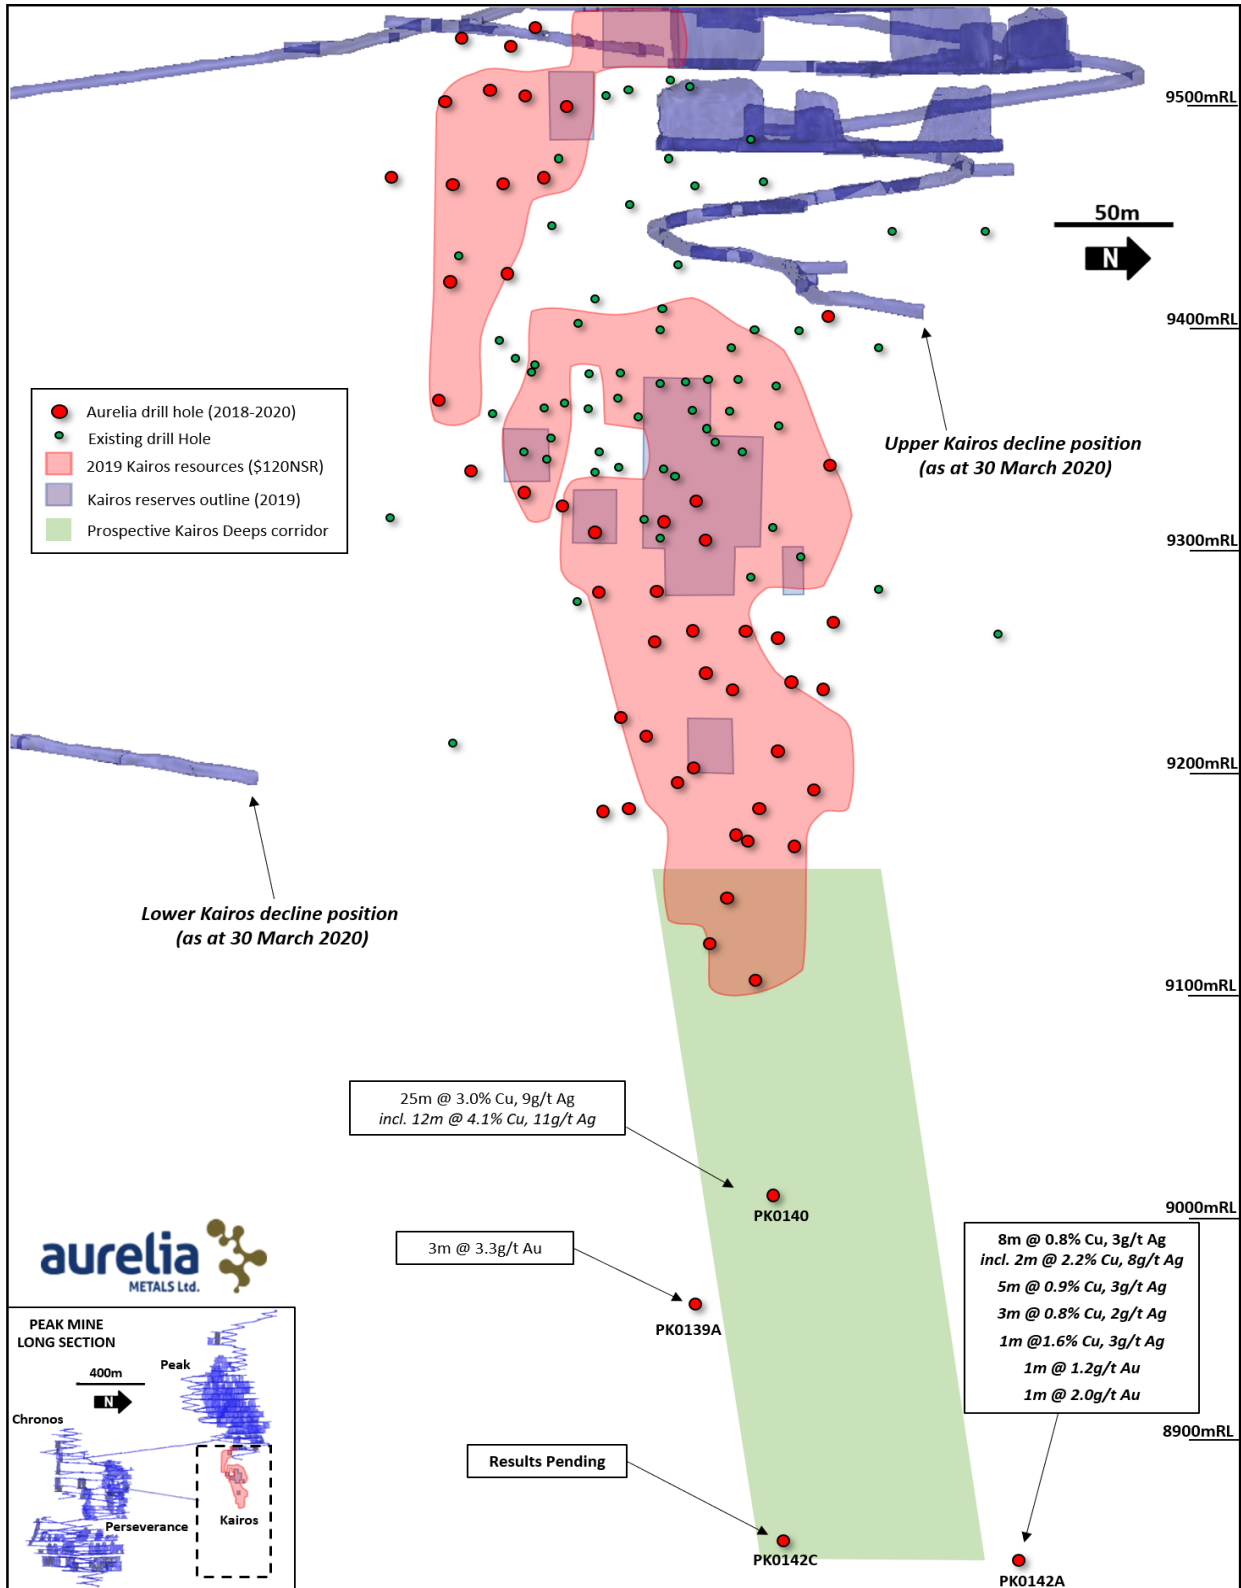 9500mRL
50m
N
9400mRL
Aurelia drill hole (2018-2020)
Existing drill Hole
2019 Kairos resources ($120NSR)
Kairos reserves outline (2019)
Prospective Kairos Deeps corridor
Upper Kairos decline position
(as at 30 March 2020)
9300mRL
9200mRL
Lower Kairos decline position
(as at 30 March 2020)
9100mRL
25m @ 3.0% Cu, 9g/t Ag
incl. 12m @ 4.1% Cu, 11g/t Ag
PK0140
9000mRL
3m @ 3.3g/t Au
PK0139A
8m @ 0.8% Cu, 3g/t Ag
incl. 2m @ 2.2% Cu, 8g/t Ag
5m @ 0.9% Cu, 3g/t Ag
3m @ 0.8% Cu, 2g/t Ag
1m @1.6% Cu, 3g/t Ag
1m @ 1.2g/t Au
1m @ 2.0g/t Au
8900mRL
Results Pending
PK0142C
PK0142A
aurelia
METALS Ltd.
PEAK MINE
LONG SECTION
400m
N
Peak
Chronos
Perseverance
Kairos